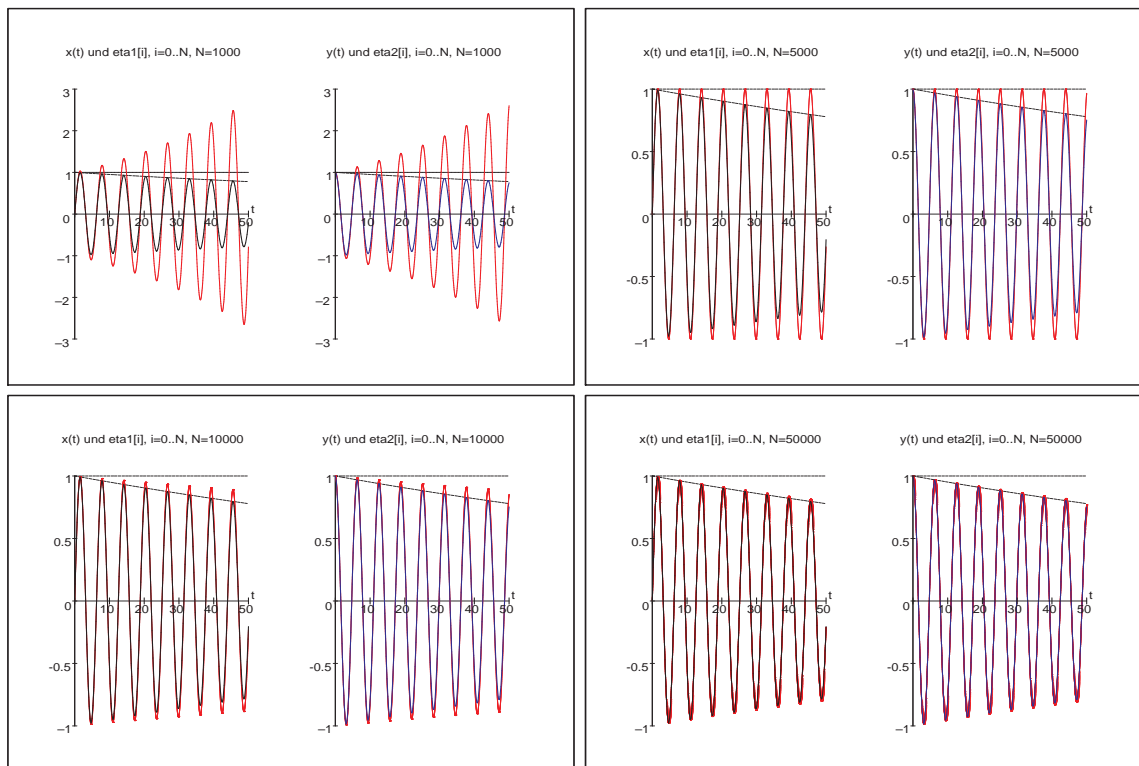 x(t) und eta1[i], i=0..N, N=1000
y(t) und eta2[i], i=0..N, N=1000
3
2
1
0
−1
−2
−3
10 20 30 40 50
t
3
2
1
0
−1
−2
−3
10 20 30 40 50
t
x(t) und eta1[i], i=0..N, N=5000
y(t) und eta2[i], i=0..N, N=5000
1
0.5
0
-0.5
−1
10 20 30 40 50
t
1
0.5
0
-0.5
−1
10 20 30 40 50
t
x(t) und eta1[i], i=0..N, N=10000
y(t) und eta2[i], i=0..N, N=10000
1
0.5
0
-0.5
−1
10 20 30 40 50
t
1
0.5
0
-0.5
−1
10 20 30 40 50
t
x(t) und eta1[i], i=0..N, N=50000
y(t) und eta2[i], i=0..N, N=50000
1
0.5
0
-0.5
−1
10 20 30 40 50
t
1
0.5
0
-0.5
−1
10 20 30 40 50
t